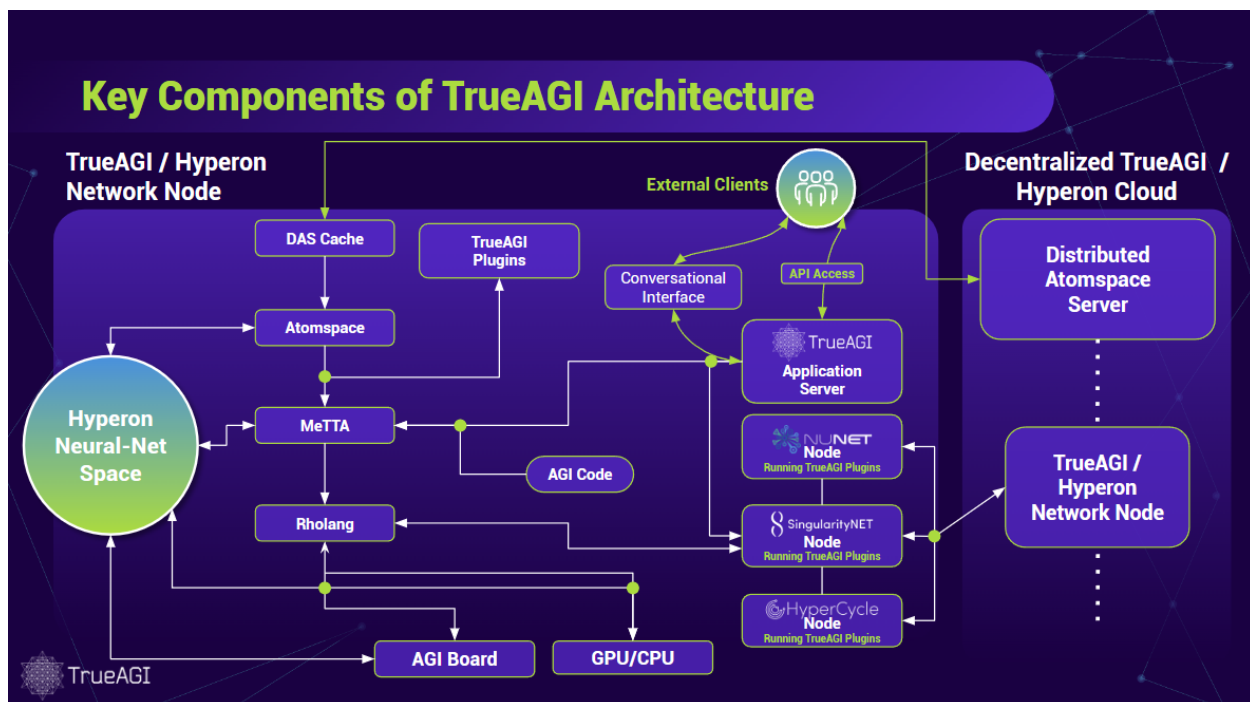 Key Components of TrueAGI Architecture
TrueAGI / Hyperon
Network Node
External Clients
Decentralized TrueAGI /
Hyperon Cloud
DAS Cache
TrueAGI
Plugins
Conversational
Interface
API Access
Distributed
Atomspace
Server
Atomspace
TrueAGI
Application
Server
Hyperon
Neural-Net
Space
MeTTA
AGI Code
NUNET
Node
Running TrueAGI Plugins
TrueAGI /
Hyperon
Network Node
Rholang
SingularityNET
Node
Running TrueAGI Plugins
HyperCycle
Node
Running TrueAGI Plugins
AGI Board
GPU/CPU
TrueAGI